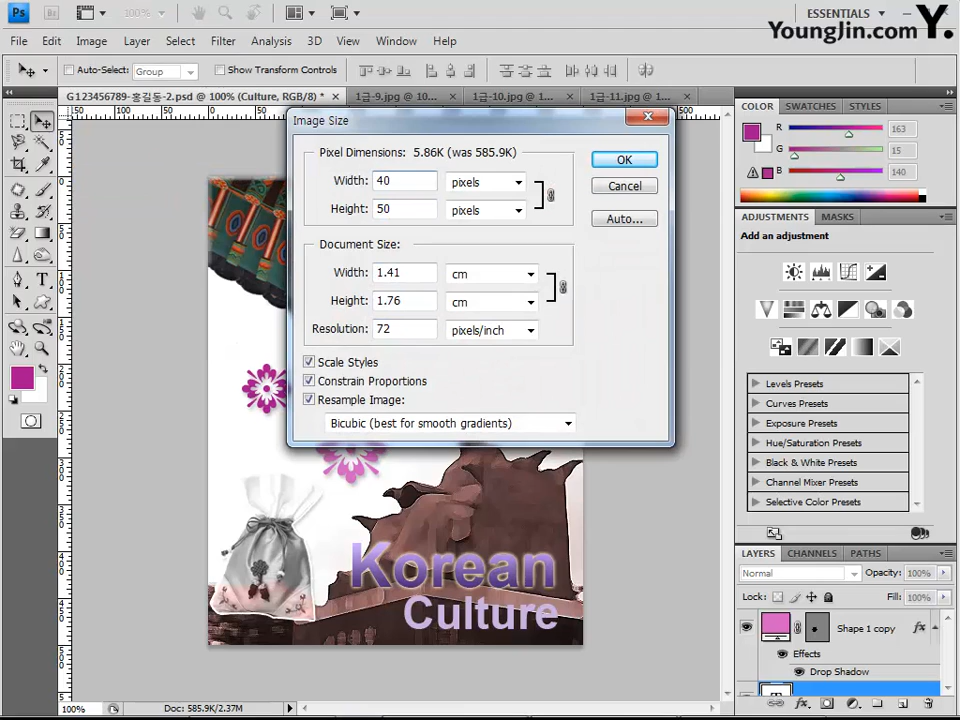 Ps 100% ESSENTIALS
YoungJin.com Y.
File Edit Image Layer Select Filter Analysis 3D View Window Help
Auto-Select: Group Show Transform Controls
G123456789-홍길동-2.psd @ 100% (Culture, RGB/8) * 1급-9.jpg @ 10... 1급-10.jpg @ 100... 1급-11.jpg @ 100...
Image Size
Pixel Dimensions: 5.86K (was 585.9K)
Width: 40 pixels
Height: 50 pixels
OK
Cancel
Auto...
Document Size:
Width: 1.41 cm
Height: 1.76 cm
Resolution: 72 pixels/inch
Scale Styles
Constrain Proportions
Resample Image:
Bicubic (best for smooth gradients)
Korean
Culture
COLOR SWATCHES STYLES
R 163
G 15
B 140
ADJUSTMENTS MASKS
Add an adjustment
Levels Presets
Curves Presets
Exposure Presets
Hue/Saturation Presets
Black & White Presets
Channel Mixer Presets
Selective Color Presets
LAYERS CHANNELS PATHS
Normal Opacity: 100%
Lock: Fill: 100%
Shape 1 copy fx
Effects
Drop Shadow
100% Doc: 585.9K/2.37M